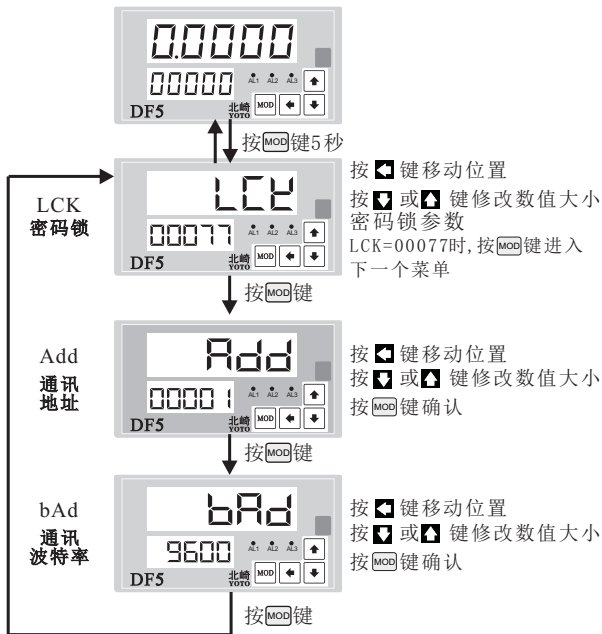 0.0000
00000
AL1 AL2 AL3
DF5 北崎 YOTO MOD
按MOD键5秒
LCK
密码锁
LCK
00077
AL1 AL2 AL3
DF5 北崎 YOTO MOD
按键移动位置
按或键修改数值大小
密码锁参数
LCK=00077时,按MOD键进入
下一个菜单
按MOD键
Add
通讯
地址
Add
00001
AL1 AL2 AL3
DF5 北崎 YOTO MOD
按键移动位置
按或键修改数值大小
按MOD键确认
按MOD键
bAd
通讯
波特率
bAd
9600
AL1 AL2 AL3
DF5 北崎 YOTO MOD
按键移动位置
按或键修改数值大小
按MOD键确认
按MOD键